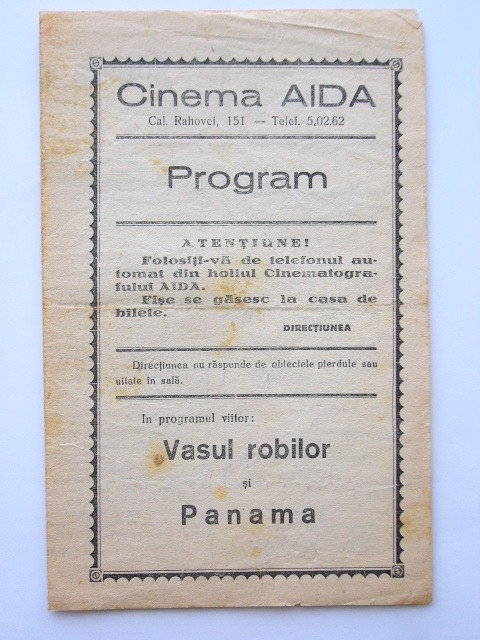 Cinema AIDA
Cal. Rahovei, 151 — Telef. 5,02.62
Program
ATENȚIUNE!
Folosiți-vă de telefonul au-
tomat din hollul Cinematogra-
fului AIDA.
Fișe se găsesc la casa de
bilete.
DIRECȚIUNEA
Direcțiunea nu răspunde de obiectele pierdule sau
uitate în sală.
In programul viitor:
Vasul robilor
și
Panama